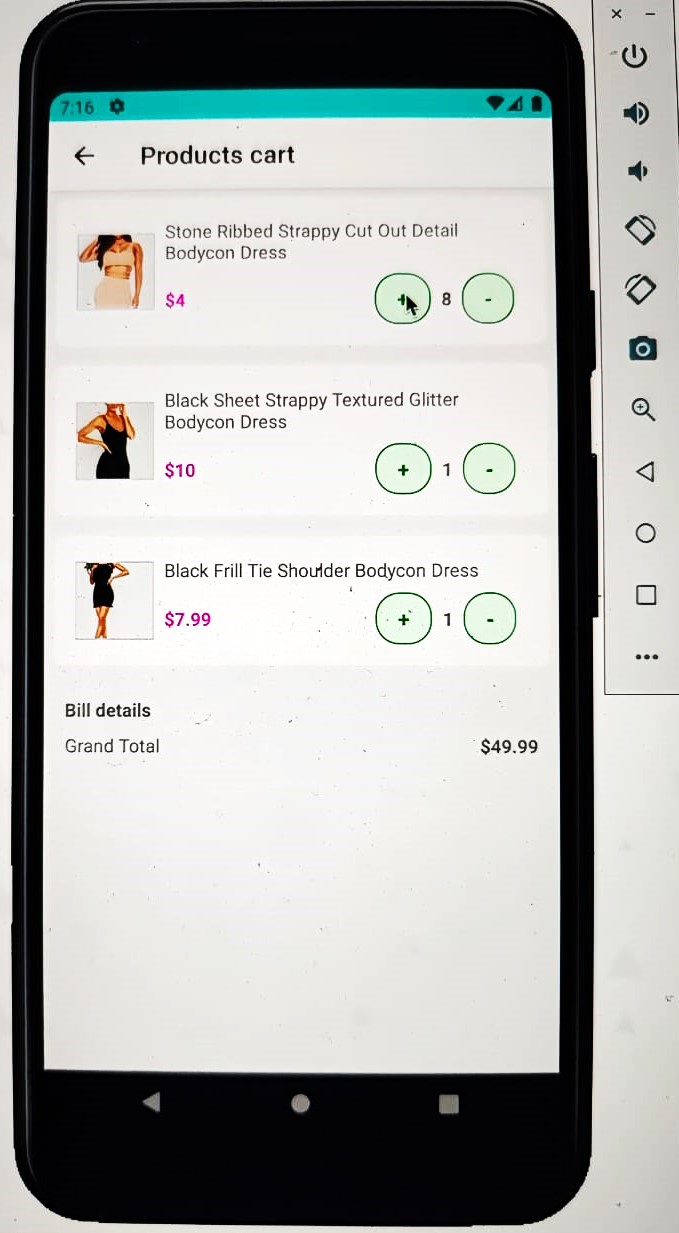 7:16
Products cart
Stone Ribbed Strappy Cut Out Detail
Bodycon Dress
$4
+ 8 -
Black Sheet Strappy Textured Glitter
Bodycon Dress
$10
+ 1 -
Black Frill Tie Shoulder Bodycon Dress
$7.99
+ 1 -
Bill details
Grand Total $49.99